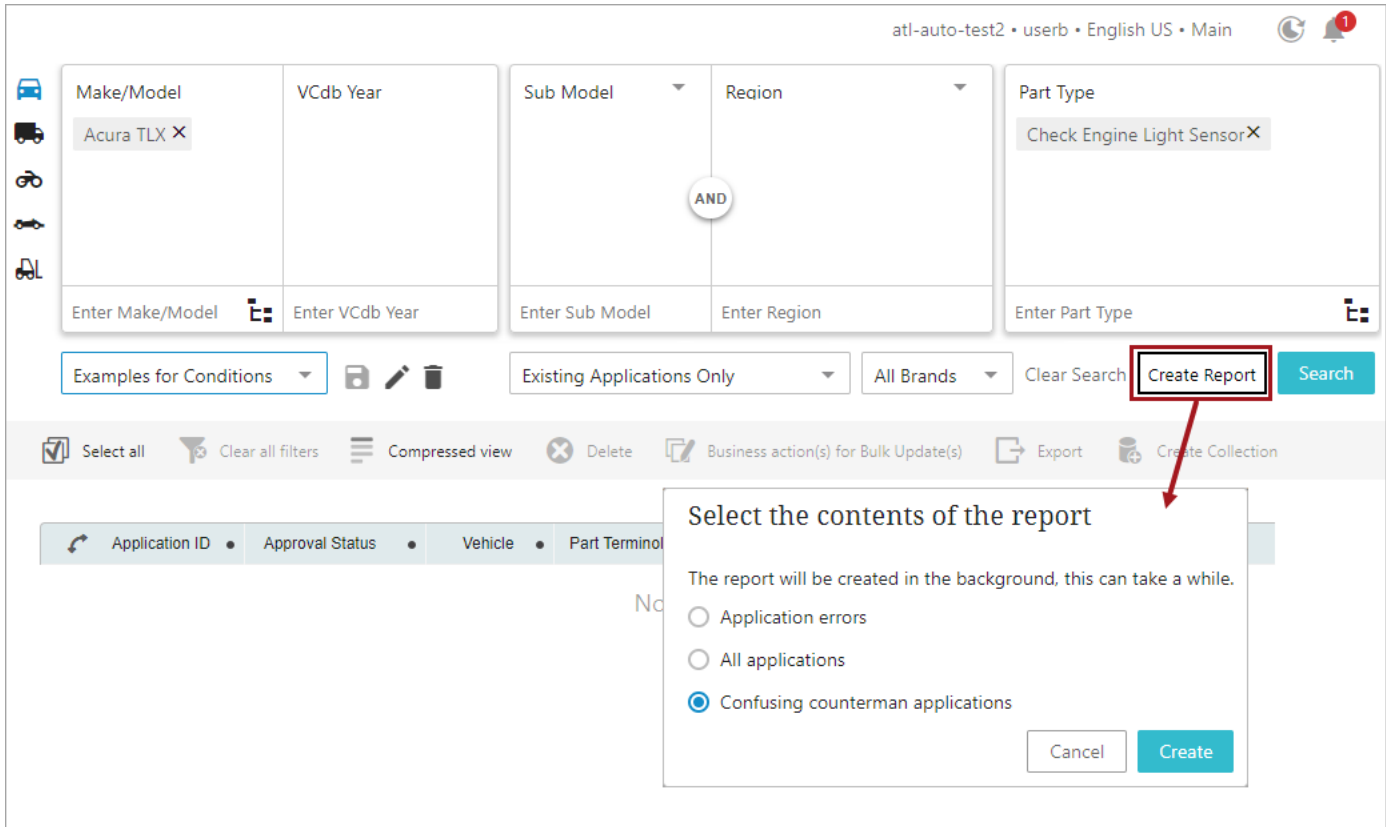 atl-auto-test2 • userb • English US • Main
1
Make/Model
VCdb Year
Sub Model
Region
Part Type
Acura TLX ×
Check Engine Light Sensor×
AND
Enter Make/Model
Enter VCdb Year
Enter Sub Model
Enter Region
Enter Part Type
Examples for Conditions
Existing Applications Only
All Brands
Clear Search
Create Report
Search
Select all
Clear all filters
Compressed view
Delete
Business action(s) for Bulk Update(s)
Export
Create Collection
Application ID •
Approval Status •
Vehicle •
Part Terminol
No
Select the contents of the report
The report will be created in the background, this can take a while.
Application errors
All applications
Confusing counterman applications
Cancel
Create